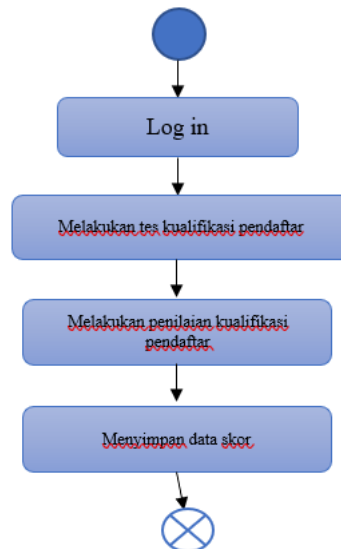 Log in
Melakukan tes kualifikasi pendaftar
Melakukan penilaian kualifikasi
pendaftar
Menyimpan data skor